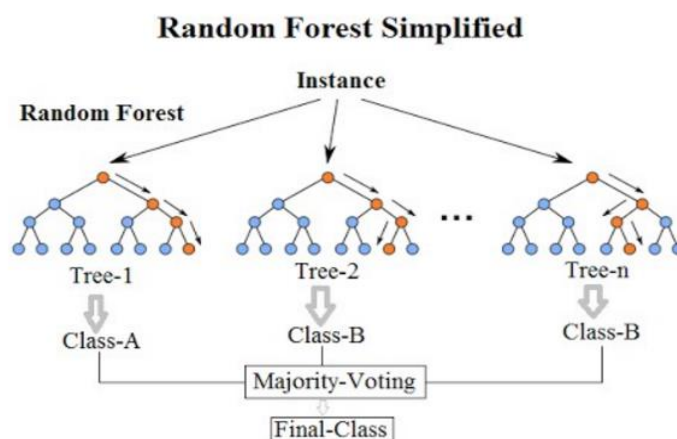 Random Forest Simplified
Instance
Random Forest
...
Tree-1
Tree-2
Tree-n
Class-A
Class-B
Class-B
Majority-Voting
Final-Class